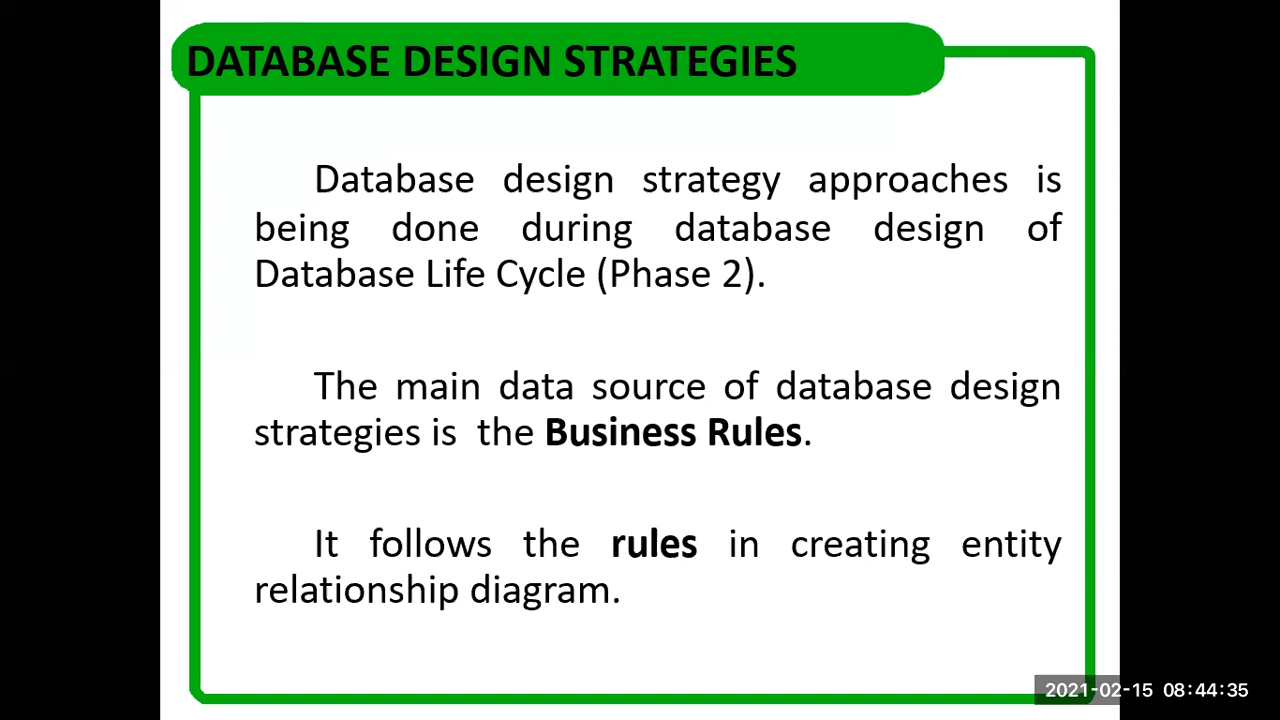 DATABASE DESIGN STRATEGIES
Database design strategy approaches is
being done during database design of
Database Life Cycle (Phase 2).
The main data source of database design
strategies is the Business Rules.
It follows the rules in creating entity
relationship diagram.
2021-02-15 08:44:35